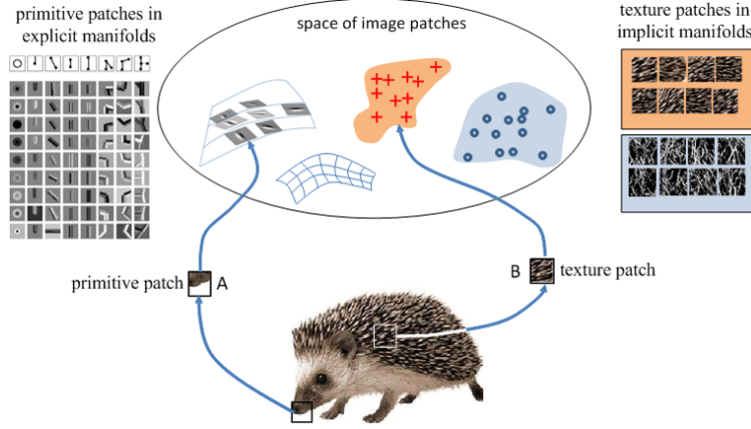 primitive patches in
explicit manifolds
space of image patches
texture patches in
implicit manifolds
primitive patch
A
B
texture patch